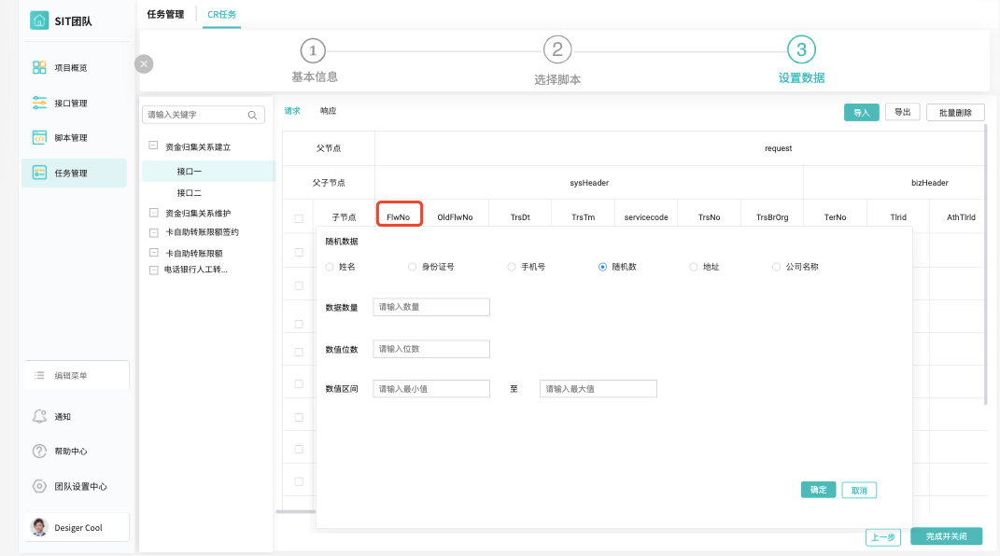 SIT团队
项目概览
接口管理
脚本管理
任务管理
编辑菜单
通知
帮助中心
团队设置中心
Desiger Cool
任务管理
CR任务
1
2
3
基本信息
选择脚本
设置数据
请输入关键字
资金归集关系建立
接口一
接口二
资金归集关系维护
卡自助转账限额签约
卡自助转账限额
电话银行人工转...
请求
响应
导入
导出
批量删除
父节点
request
父子节点
sysHeader
bizHeader
子节点
FlwNo
OldFlwNo
TrsDt
TrsTm
servicecode
TrsNo
TrsBrOrg
TerNo
Tlrid
AthTlrId
随机数据
姓名
身份证号
手机号
随机数
地址
公司名称
数据数量
请输入数量
数值位数
请输入位数
数值区间
请输入最小值
至
请输入最大值
确定
取消
上一步
完成并关闭